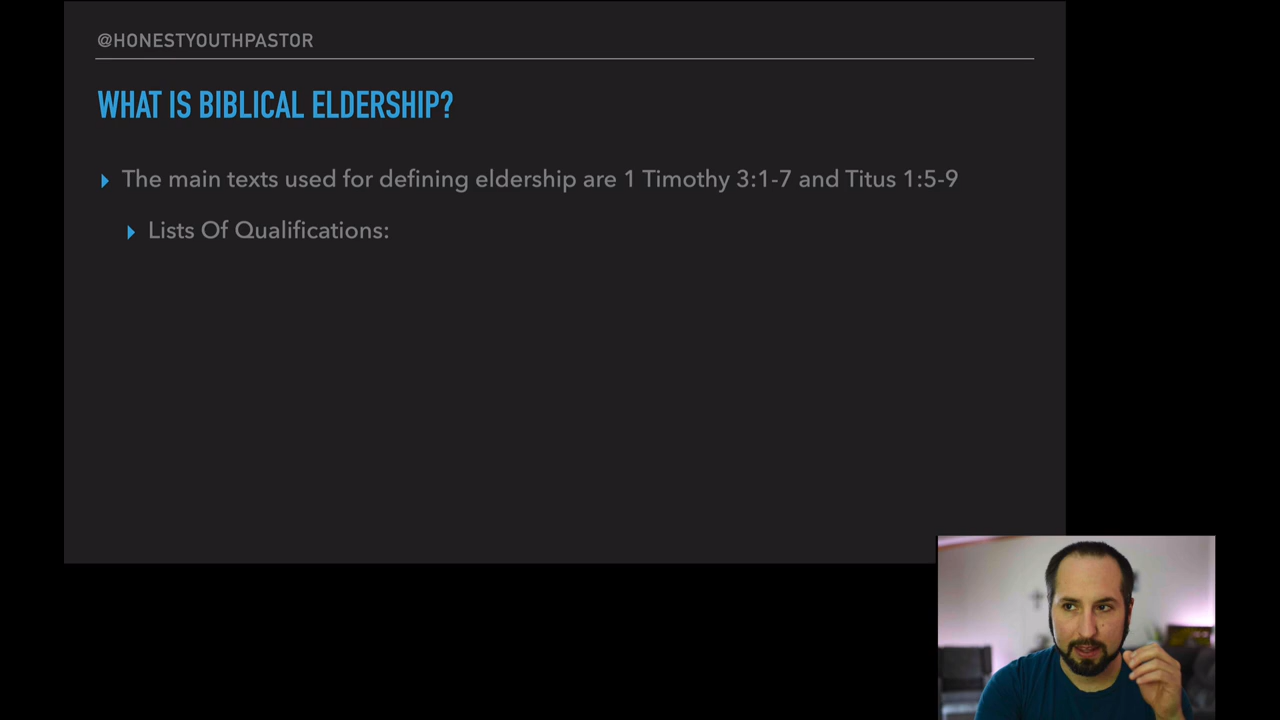 @HONESTYOUTHPASTOR
WHAT IS BIBLICAL ELDERSHIP?
The main texts used for defining eldership are 1 Timothy 3:1-7 and Titus 1:5-9
Lists Of Qualifications: